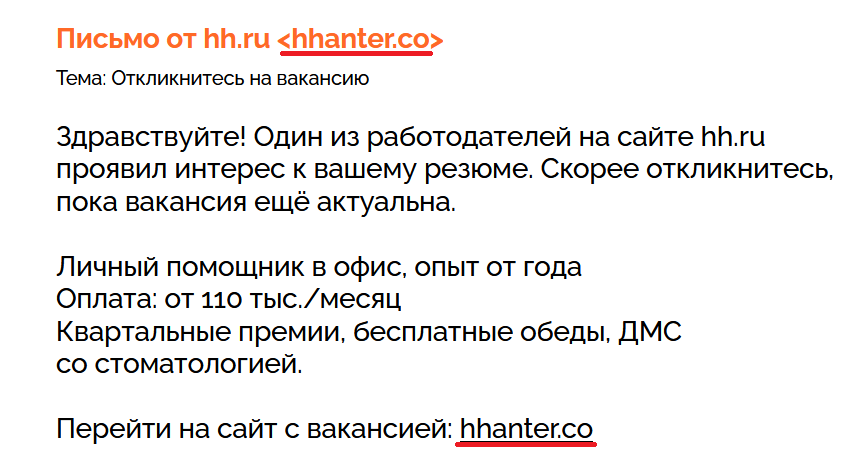 Письмо от hh.ru <hhanter.co>
Тема: Откликнитесь на вакансию
Здравствуйте! Один из работодателей на сайте hh.ru
проявил интерес к вашему резюме. Скорее откликнитесь,
пока вакансия ещё актуальна.
Личный помощник в офис, опыт от года
Оплата: от 110 тыс./месяц
Квартальные премии, бесплатные обеды, ДМС
со стоматологией.
Перейти на сайт с вакансией: hhanter.co